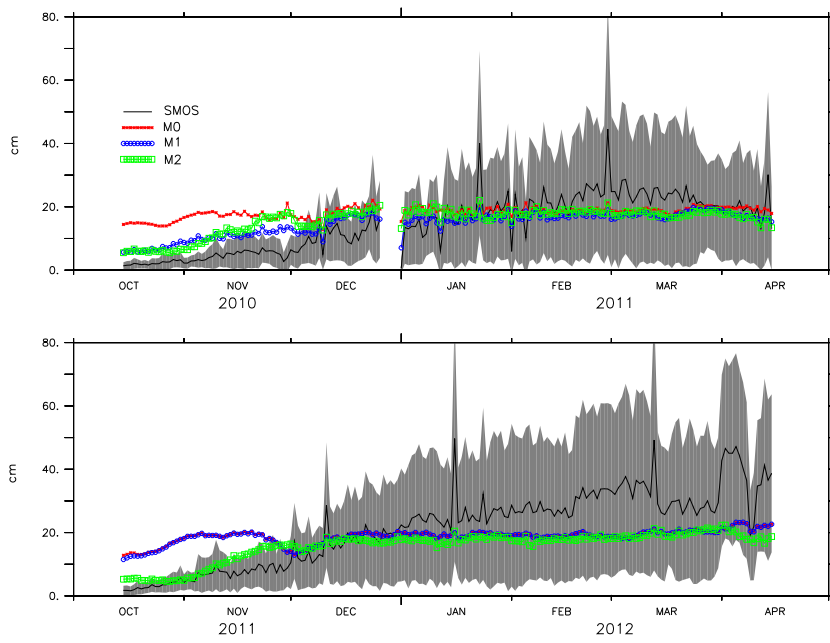 80.
60.
40.
20.
0.
cm
SMOS
M0
M1
M2
OCT NOV DEC JAN FEB MAR APR
2010 2011
80.
60.
40.
20.
0.
cm
OCT NOV DEC JAN FEB MAR APR
2011 2012